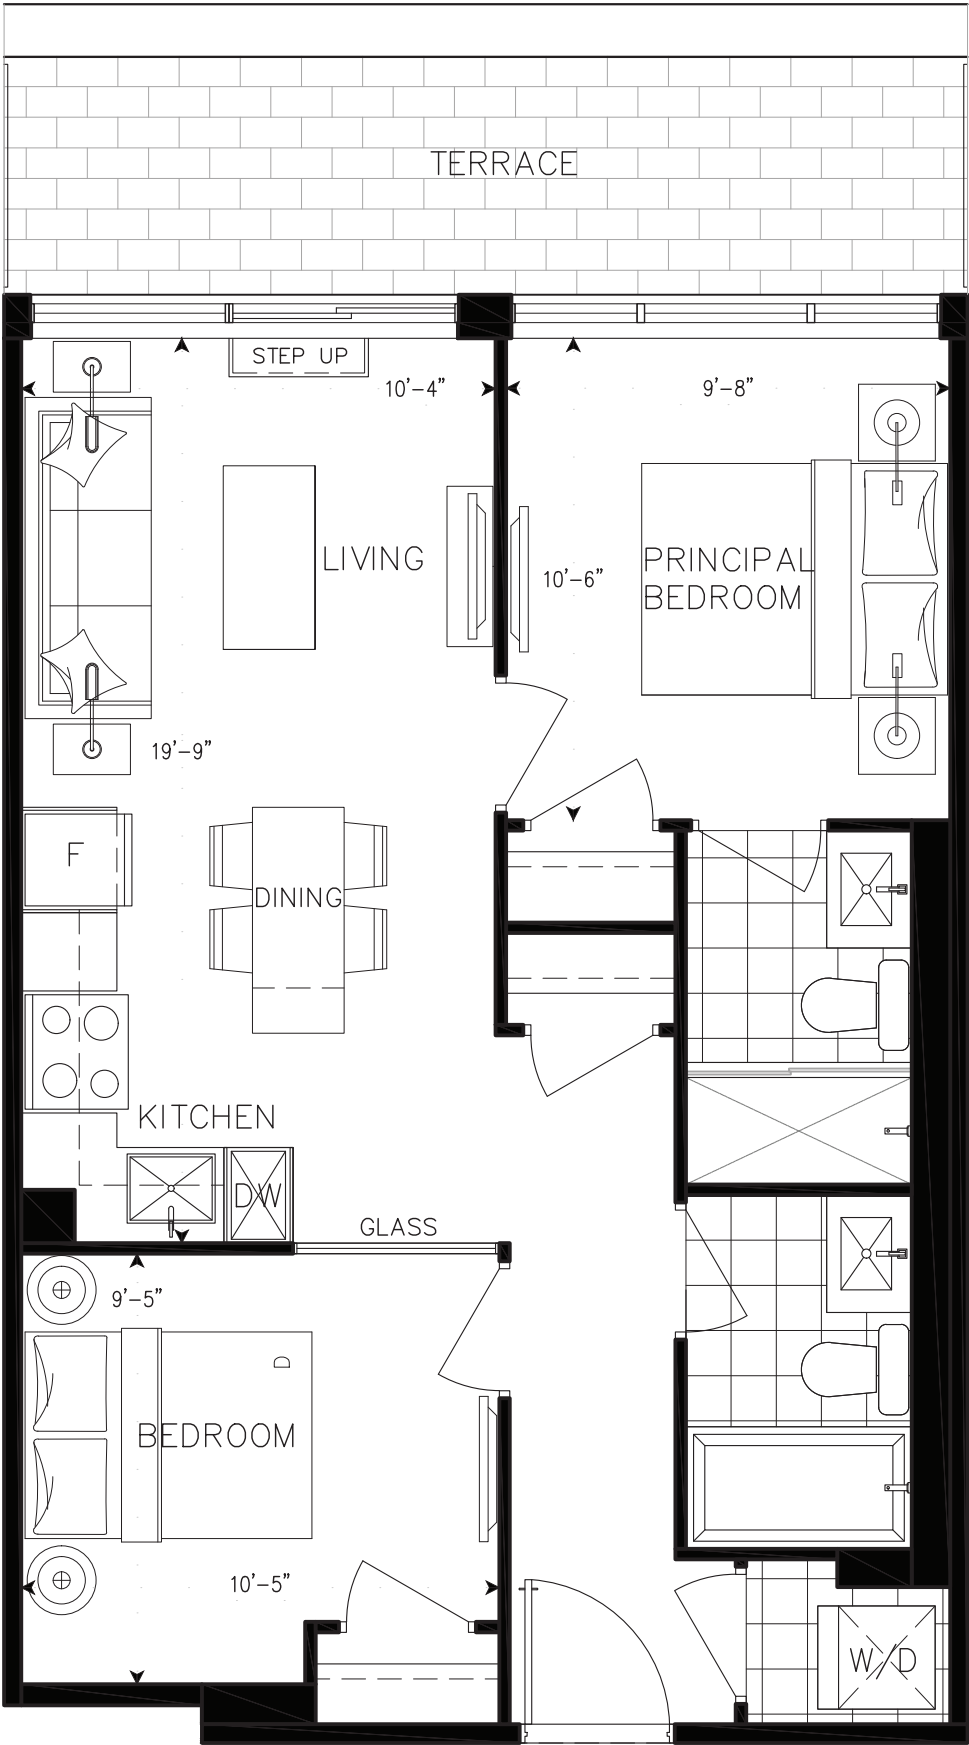 TERRACE
STEP UP
10'-4"
9'-8"
LIVING
PRINCIPAL
BEDROOM
10'-6"
19'-9"
F
DINING
KITCHEN
DW
GLASS
9'-5"
D
BEDROOM
10'-5"
W/D